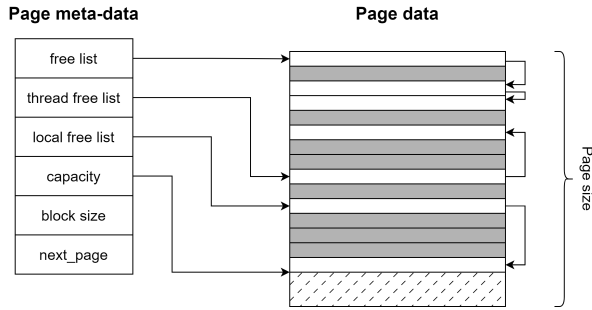 Page meta-data
Page data
free list
thread free list
local free list
capacity
block size
next_page
Page size